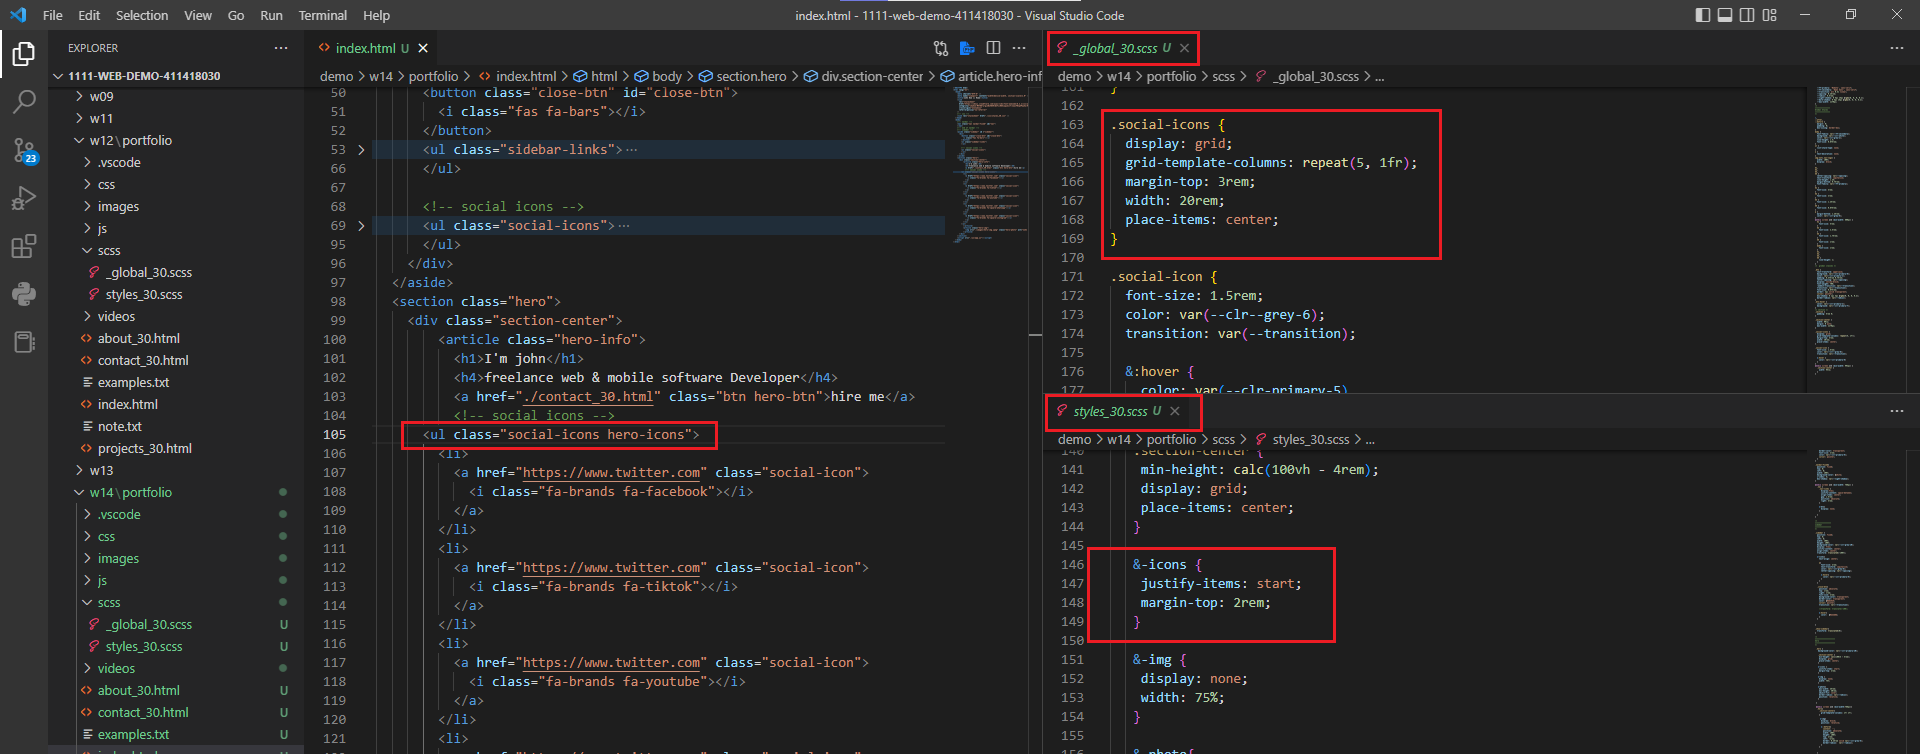 File Edit Selection View Go Run Terminal Help
index.html - 1111-web-demo-411418030 - Visual Studio Code
EXPLORER
1111-WEB-DEMO-411418030
w09
w11
w12\portfolio
.vscode
css
images
js
scss
_global_30.scss
styles_30.scss
videos
about_30.html
contact_30.html
examples.txt
index.html
note.txt
projects_30.html
w13
w14\portfolio
.vscode
css
images
js
scss
_global_30.scss U
styles_30.scss U
videos
about_30.html U
contact_30.html U
examples.txt U
23
index.html U
demo > w14 > portfolio > index.html > html > body > section.hero > div.section-center > article.hero-inf
50 <button class="close-btn" id="close-btn">
51 <i class="fas fa-bars"></i>
52 </button>
53 <ul class="sidebar-links">…
66 </ul>
67
68 <!-- social icons -->
69 <ul class="social-icons">…
95 </ul>
96 </div>
97 </aside>
98 <section class="hero">
99 <div class="section-center">
100 <article class="hero-info">
101 <h1>I'm john</h1>
102 <h4>freelance web & mobile software Developer</h4>
103 <a href="./contact_30.html" class="btn hero-btn">hire me</a>
104 <!-- social icons -->
105 <ul class="social-icons hero-icons">
106 <li>
107 <a href="https://www.twitter.com" class="social-icon">
108 <i class="fa-brands fa-facebook"></i>
109 </a>
110 </li>
111 <li>
112 <a href="https://www.twitter.com" class="social-icon">
113 <i class="fa-brands fa-tiktok"></i>
114 </a>
115 </li>
116 <li>
117 <a href="https://www.twitter.com" class="social-icon">
118 <i class="fa-brands fa-youtube"></i>
119 </a>
120 </li>
121 <li>
_global_30.scss U
demo > w14 > portfolio > scss > _global_30.scss > ...
161 }
162
163 .social-icons {
164 display: grid;
165 grid-template-columns: repeat(5, 1fr);
166 margin-top: 3rem;
167 width: 20rem;
168 place-items: center;
169 }
170
171 .social-icon {
172 font-size: 1.5rem;
173 color: var(--clr--grey-6);
174 transition: var(--transition);
175
176 &:hover {
177 color: var(--clr-primary-5)
styles_30.scss U
demo > w14 > portfolio > scss > styles_30.scss > ...
140 .section-center {
141 min-height: calc(100vh - 4rem);
142 display: grid;
143 place-items: center;
144 }
145
146 &-icons {
147 justify-items: start;
148 margin-top: 2rem;
149 }
150
151 &-img {
152 display: none;
153 width: 75%;
154 }
155